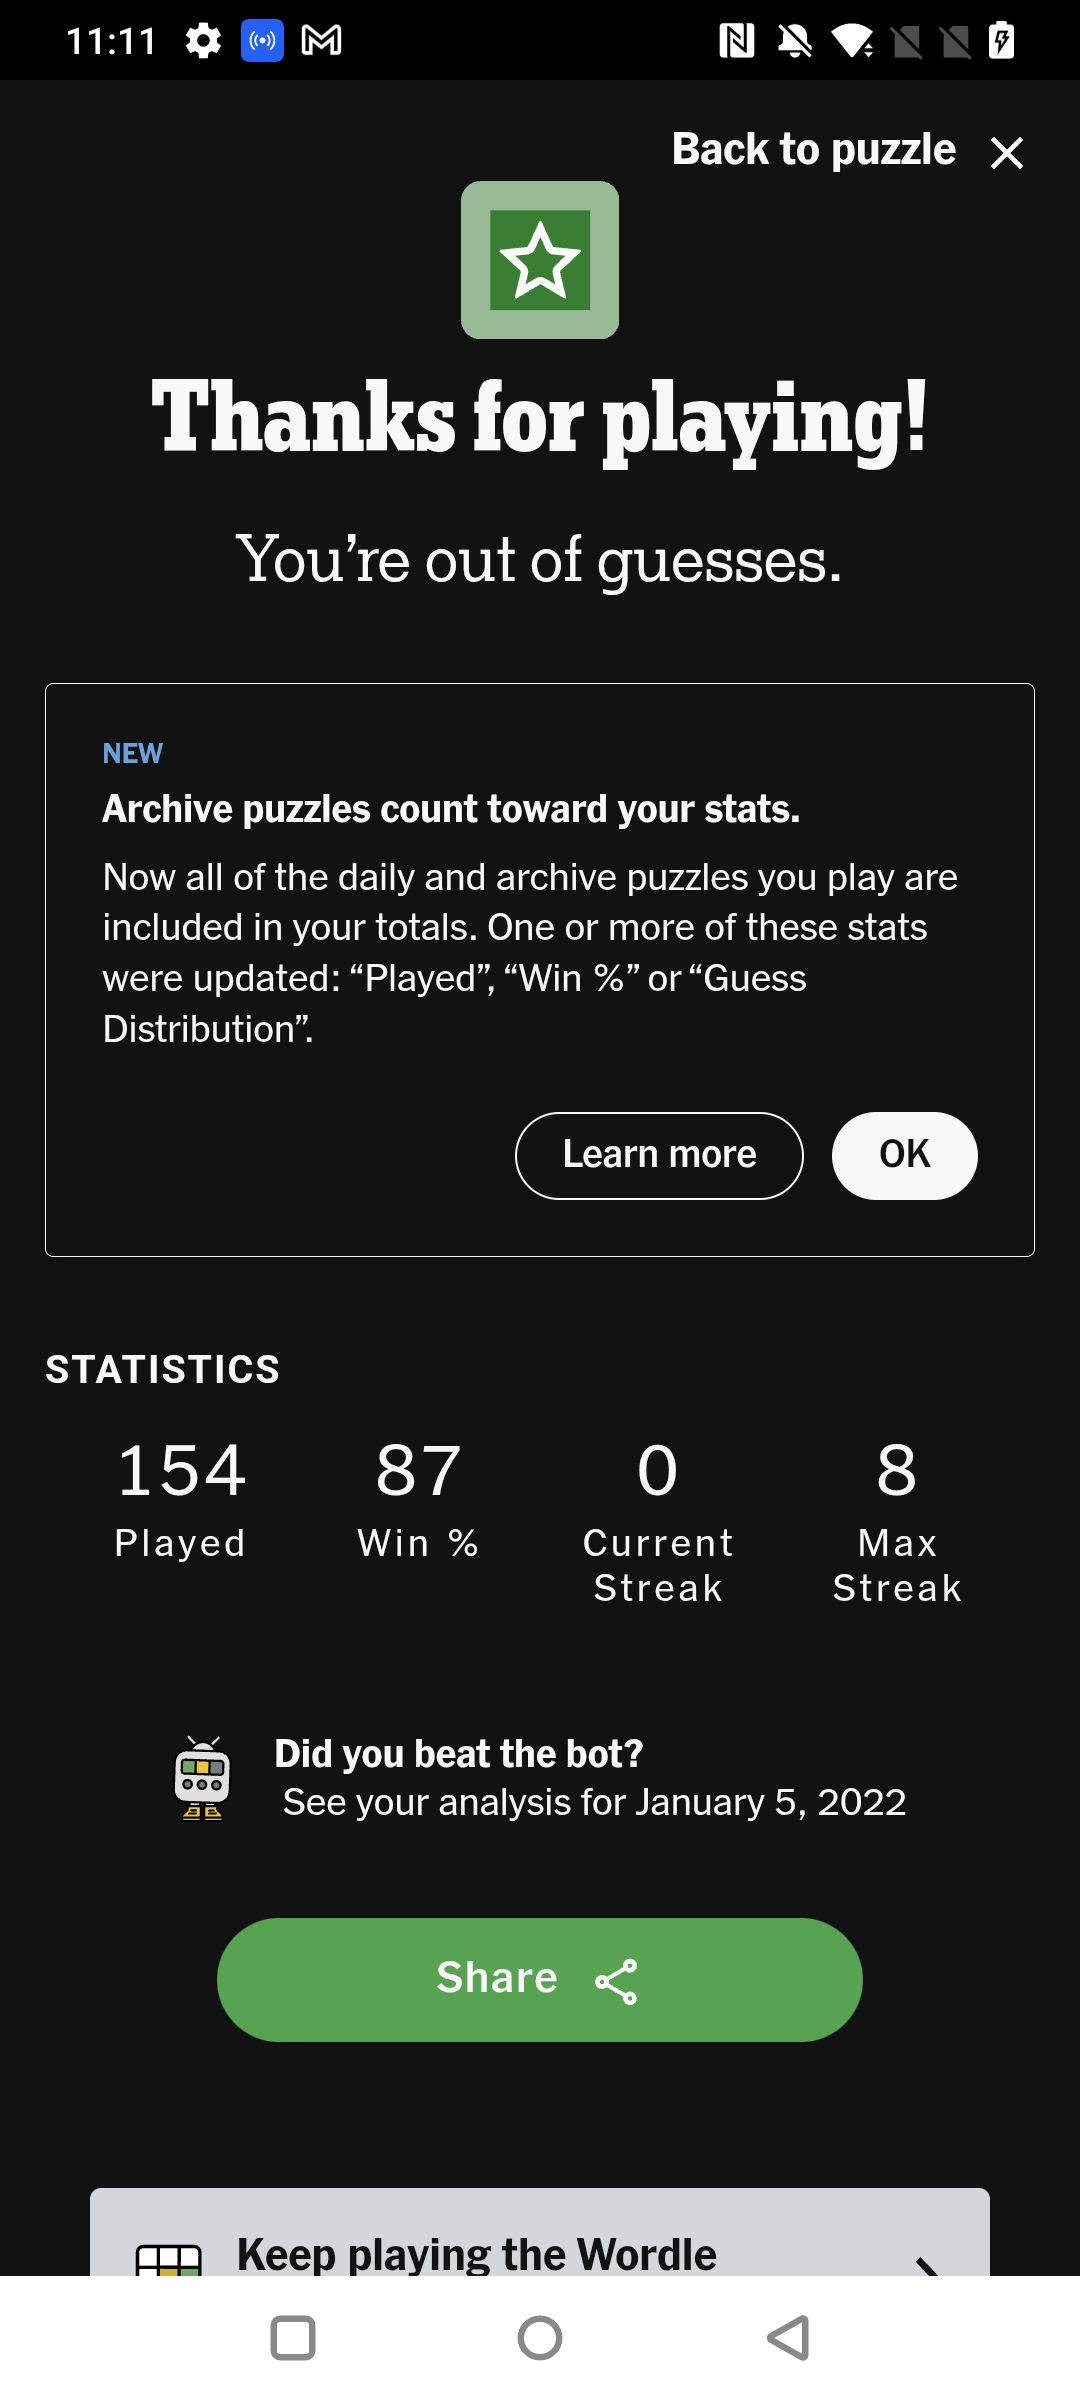 11:11
Back to puzzle
Thanks for playing!
You’re out of guesses.
NEW
Archive puzzles count toward your stats.
Now all of the daily and archive puzzles you play are
included in your totals. One or more of these stats
were updated: “Played”, “Win %” or “Guess
Distribution”.
Learn more
OK
STATISTICS
154
87
0
8
Played
Win %
Current
Streak
Max
Streak
Did you beat the bot?
See your analysis for January 5, 2022
Share
Keep playing the Wordle